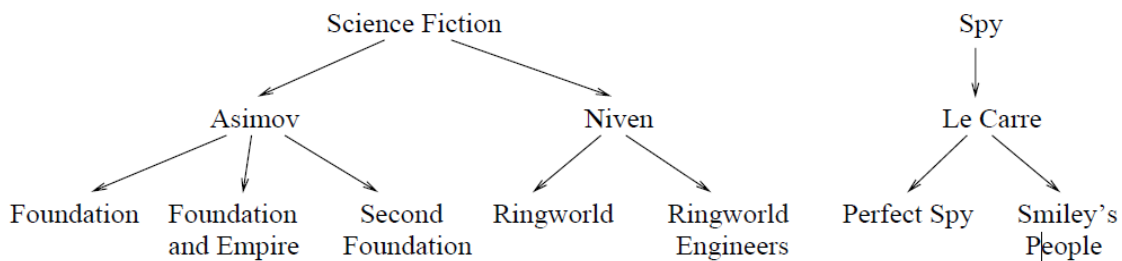 Science Fiction
Spy
Asimov
Niven
Le Carre
Foundation
Foundation
and Empire
Second
Foundation
Ringworld
Ringworld
Engineers
Perfect Spy
Smiley's
People